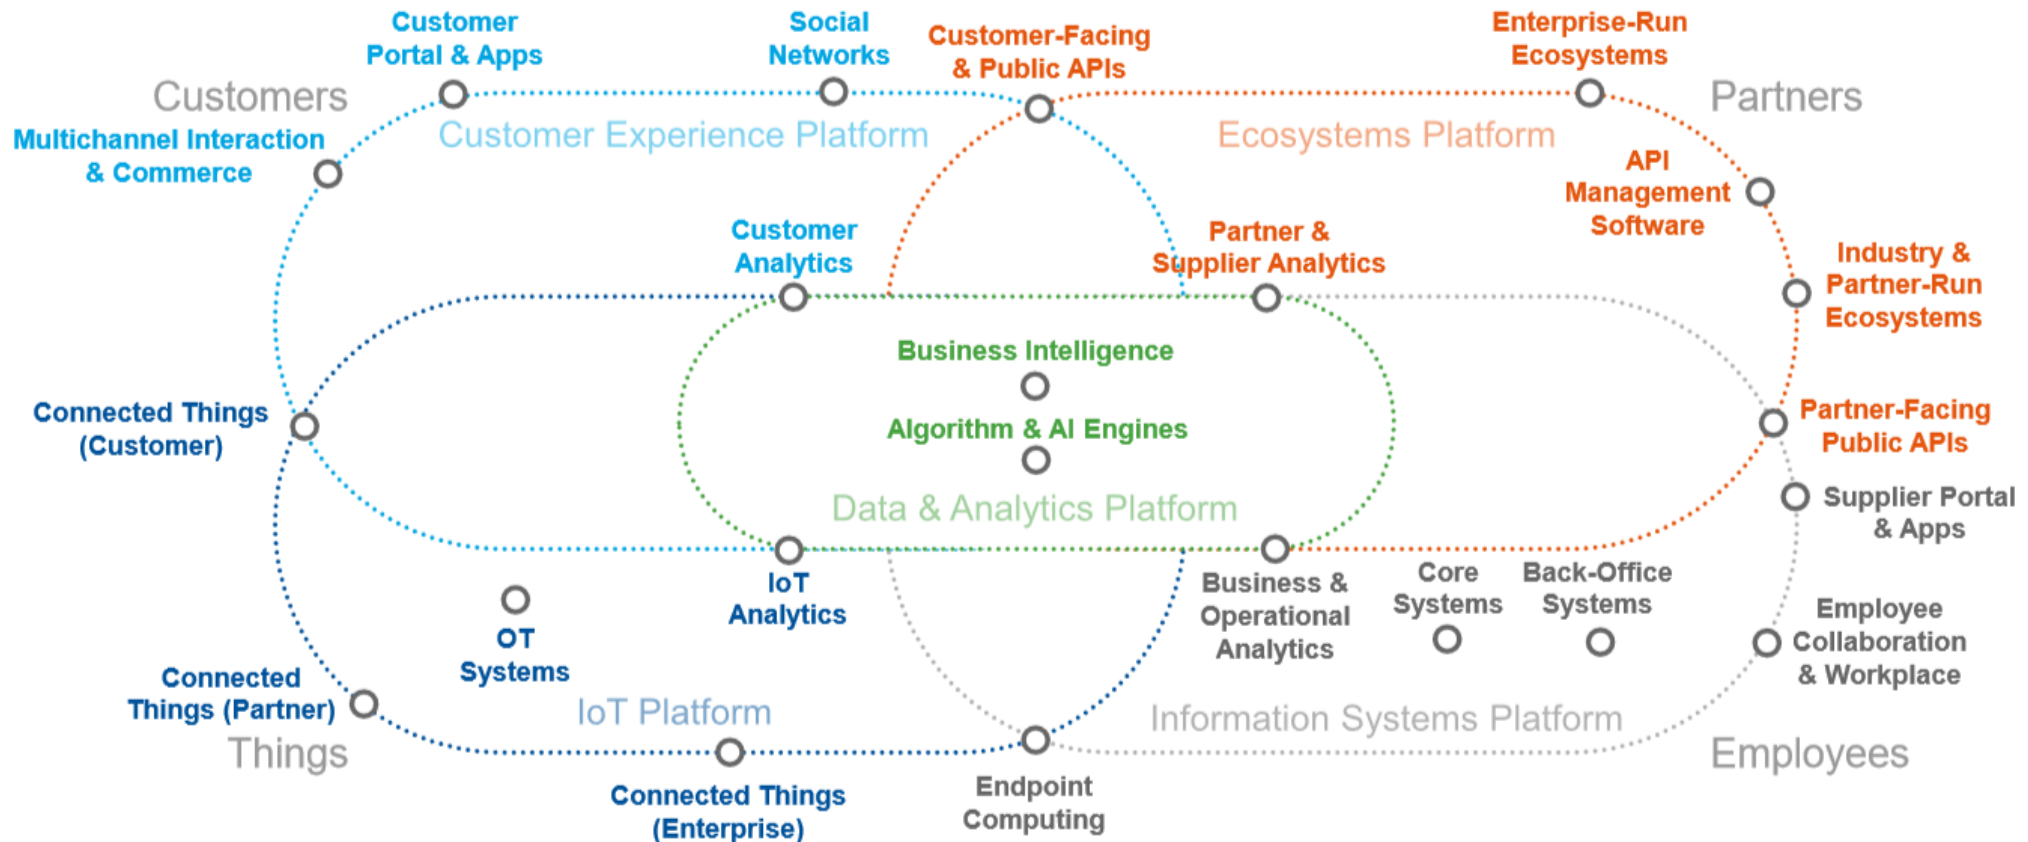 Customer
Portal & Apps
Social
Networks
Customer-Facing
& Public APIs
Enterprise-Run
Ecosystems
Customers
Partners
Multichannel Interaction
& Commerce
Customer Experience Platform
Ecosystems Platform
API
Management
Software
Customer
Analytics
Partner &
Supplier Analytics
Industry &
Partner-Run
Ecosystems
Business Intelligence
Connected Things
(Customer)
Algorithm & AI Engines
Partner-Facing
Public APIs
Data & Analytics Platform
Supplier Portal
& Apps
IoT
Analytics
Business &
Operational
Analytics
Core
Systems
Back-Office
Systems
OT
Systems
Employee
Collaboration
& Workplace
Connected
Things (Partner)
IoT Platform
Information Systems Platform
Things
Employees
Connected Things
(Enterprise)
Endpoint
Computing